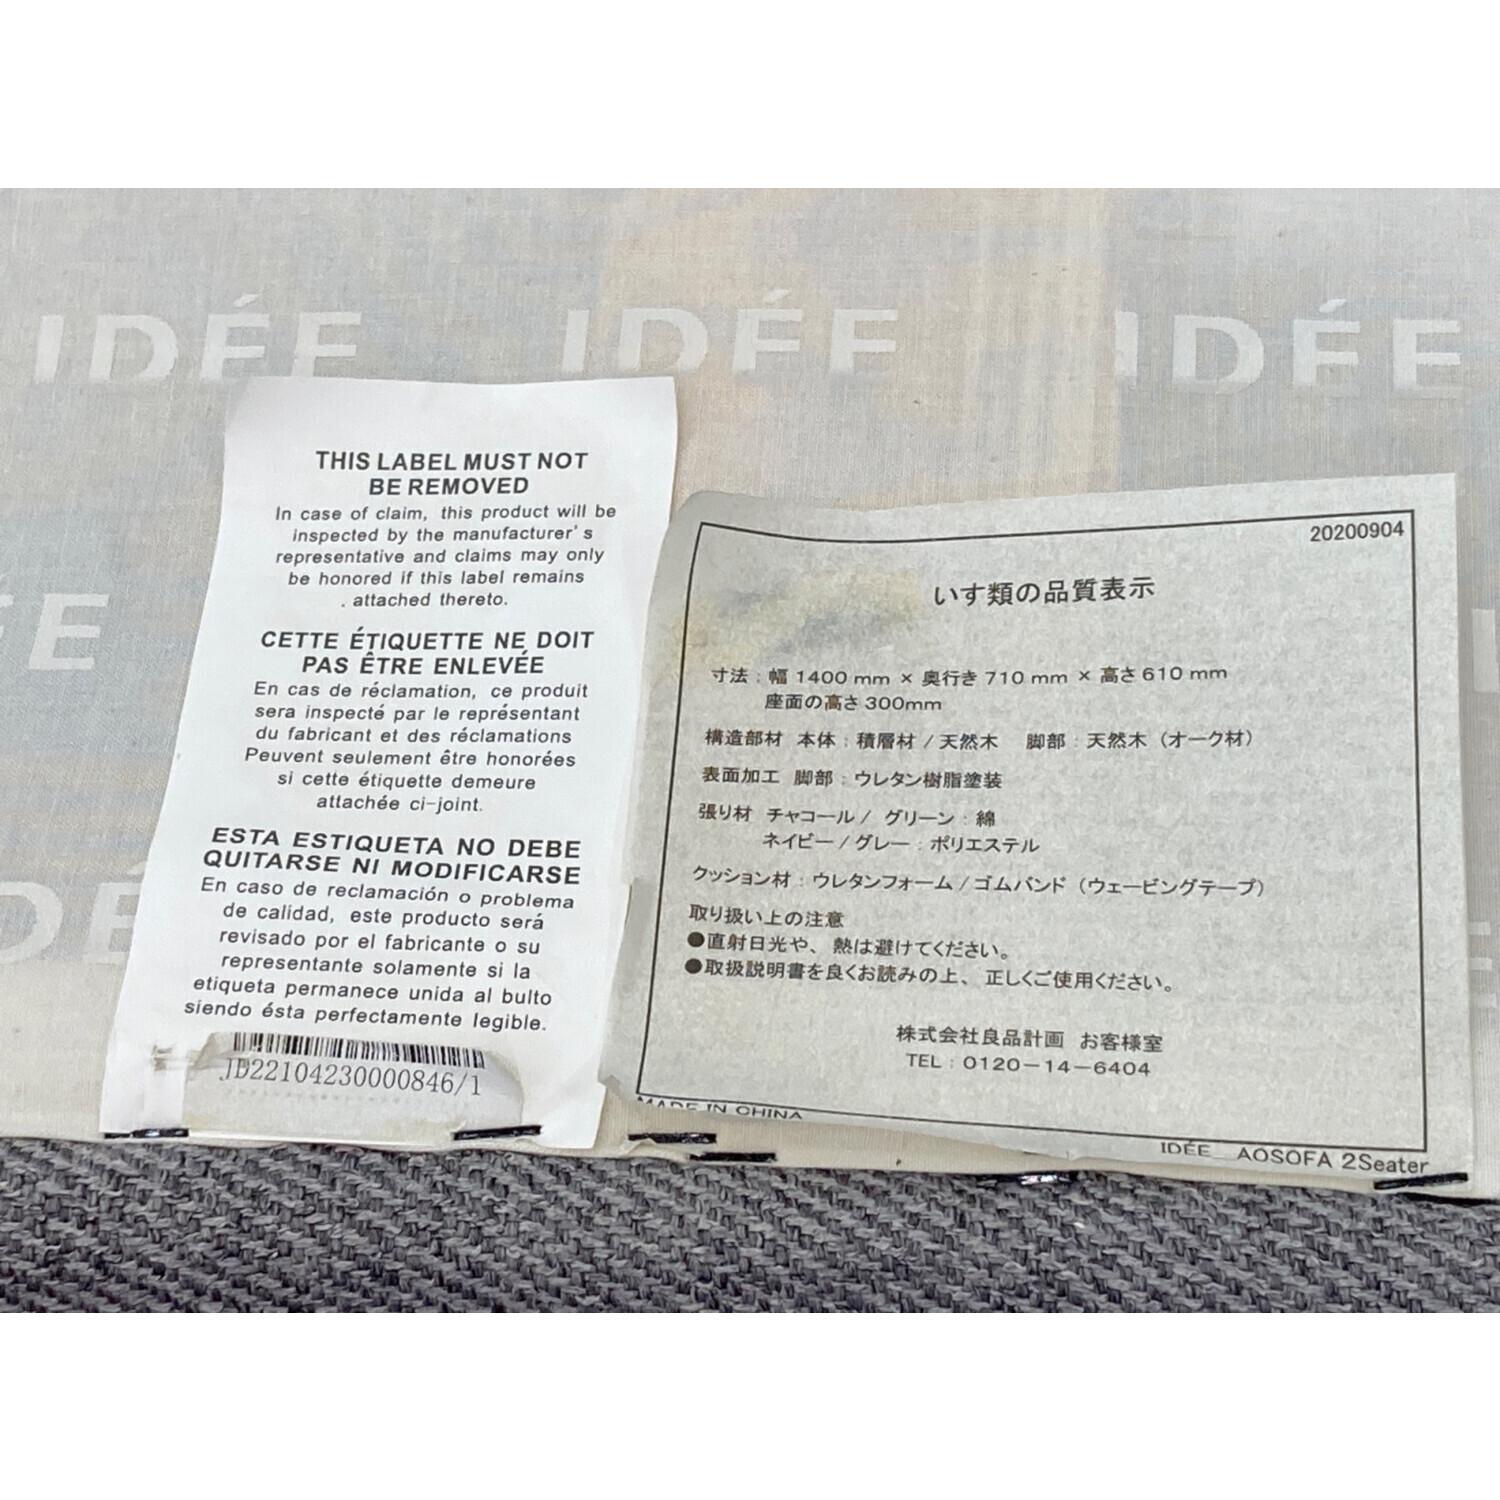 IDÉE IDÉE IDÉE
THIS LABEL MUST NOT
BE REMOVED
In case of claim, this product will be
inspected by the manufacturer's
representative and claims may only
be honored if this label remains
. attached thereto.
CETTE ÉTIQUETTE NE DOIT
PAS ÊTRE ENLEVÉE
En cas de réclamation, ce produit
sera inspecté par le représentant
du fabricant et des réclamations
Peuvent seulement être honorées
si cette étiquette demeure
attachée ci-joint.
ESTA ESTIQUETA NO DEBE
QUITARSE NI MODIFICARSE
En caso de reclamación o problema
de calidad, este producto será
revisado por el fabricante o su
representante solamente si la
etiqueta permanece unida al bulto
siendo ésta perfectamente legible.
JD22104230000846/1
20200904
いす類の品質表示
寸法：幅 1400 mm × 奥行き 710 mm × 高さ 610 mm
座面の高さ 300mm
構造部材 本体：積層材 / 天然木 脚部：天然木（オーク材）
表面加工 脚部：ウレタン樹脂塗装
張り材 チャコール / グリーン：綿
ネイビー / グレー：ポリエステル
クッション材：ウレタンフォーム / ゴムバンド（ウェービングテープ）
取り扱い上の注意
●直射日光や、熱は避けてください。
●取扱説明書を良くお読みの上、正しくご使用ください。
株式会社良品計画 お客様室
TEL：0120-14-6404
MADE IN CHINA
IDÉE AOSOFA 2Seater